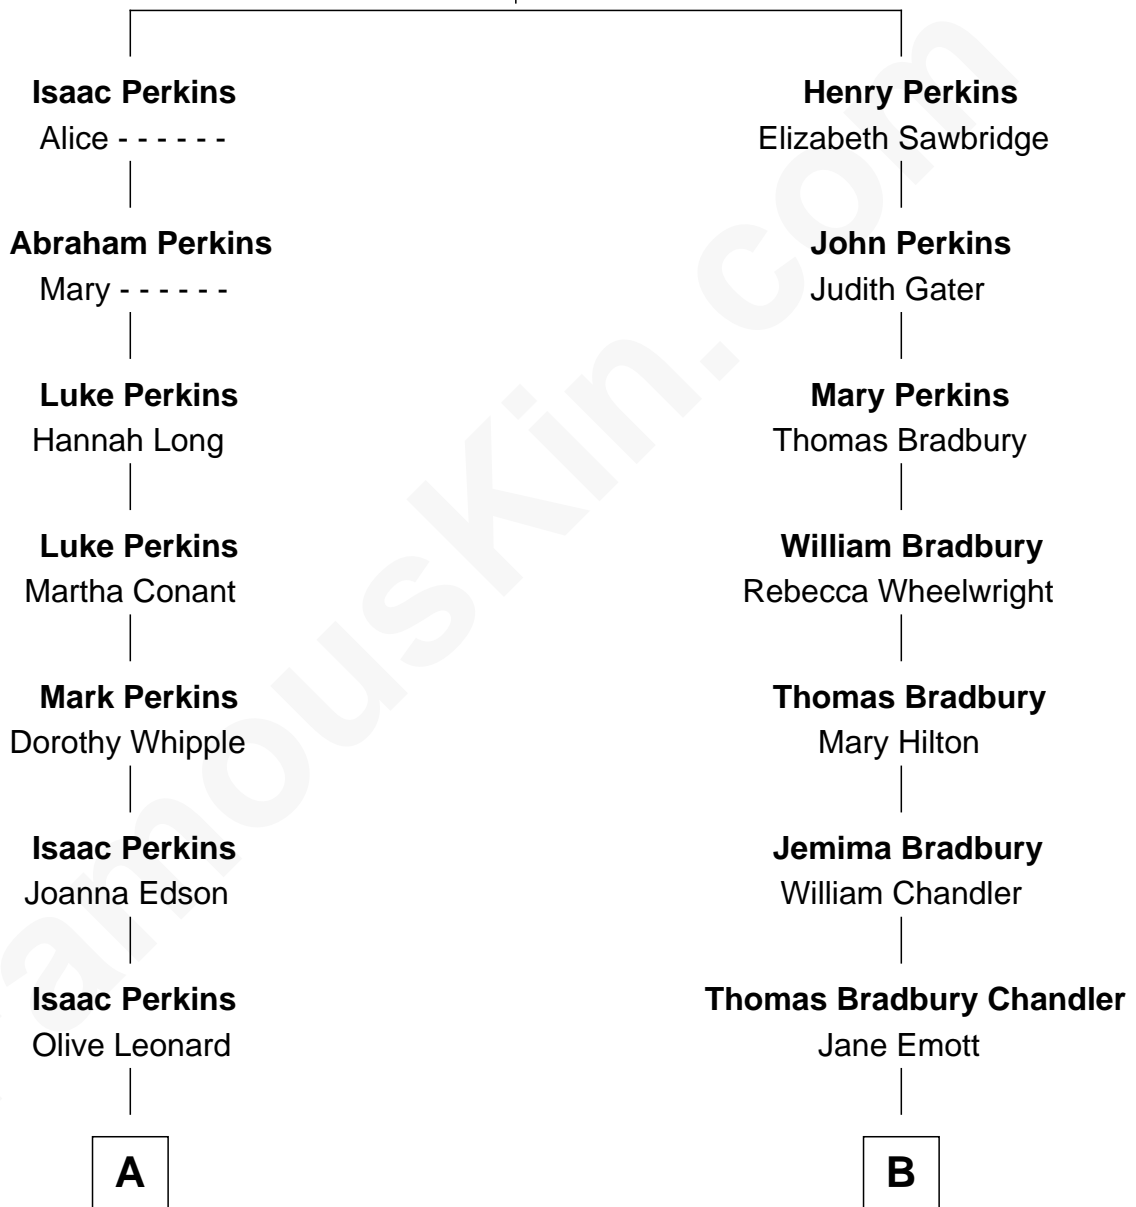 Isaac Perkins
Alice - - - - - -
Abraham Perkins
Mary - - - - - -
Luke Perkins
Hannah Long
Luke Perkins
Martha Conant
Mark Perkins
Dorothy Whipple
Isaac Perkins
Joanna Edson
Isaac Perkins
Olive Leonard
A
Henry Perkins
Elizabeth Sawbridge
John Perkins
Judith Gater
Mary Perkins
Thomas Bradbury
William Bradbury
Rebecca Wheelwright
Thomas Bradbury
Mary Hilton
Jemima Bradbury
William Chandler
Thomas Bradbury Chandler
Jane Emott
B
amouskin.com